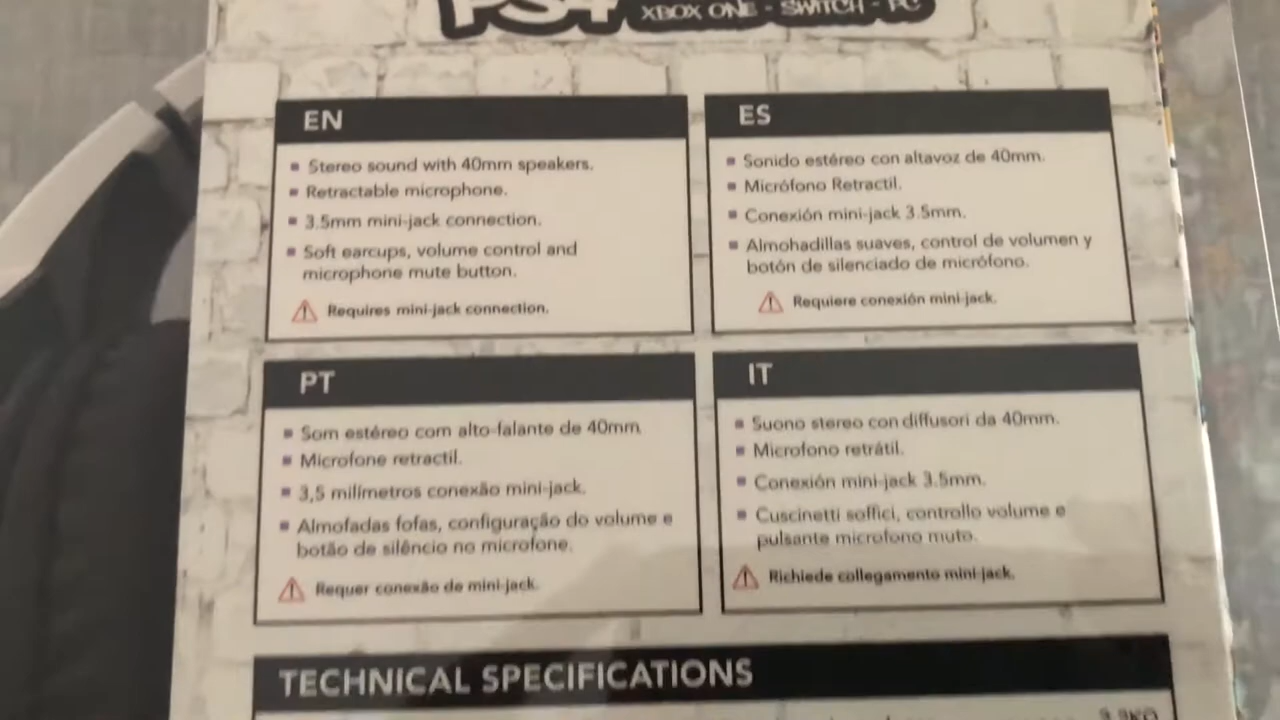 PS4 XBOX ONE - SWITCH - PC
EN
Stereo sound with 40mm speakers.
Retractable microphone.
3.5mm mini-jack connection.
Soft earcups, volume control and
microphone mute button.
Requires mini-jack connection.
ES
Sonido estéreo con altavoz de 40mm.
Micrófono Retractil.
Conexión mini-jack 3.5mm.
Almohadillas suaves, control de volumen y
botón de silenciado de micrófono.
Requiere conexión mini-jack.
PT
Som estéreo com alto-falante de 40mm
Microfone retractil.
3,5 milímetros conexão mini-jack.
Almofadas fofas, configuração do volume e
botão de silêncio no microfone.
Requer conexão de mini-jack.
IT
Suono stereo con diffusori da 40mm.
Microfono retrátil.
Conexión mini-jack 3.5mm.
Cuscinetti soffici, controllo volume e
pulsante microfono muto.
Richiede collegamento mini-jack.
TECHNICAL SPECIFICATIONS